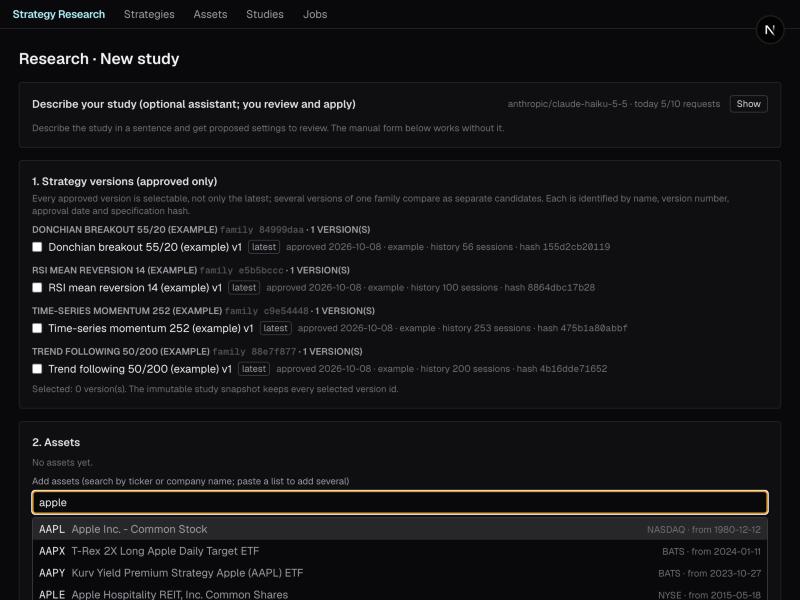 Strategy Research Strategies Assets Studies Jobs
N
Research · New study
Describe your study (optional assistant; you review and apply) anthropic/claude-haiku-5-5 · today 5/10 requests Show
Describe the study in a sentence and get proposed settings to review. The manual form below works without it.
1. Strategy versions (approved only)
Every approved version is selectable, not only the latest; several versions of one family compare as separate candidates. Each is identified by name, version number,
approval date and specification hash.
DONCHIAN BREAKOUT 55/20 (EXAMPLE) family 84999daa · 1 VERSION(S)
Donchian breakout 55/20 (example) v1 latest approved 2026-10-08 · example · history 56 sessions · hash 155d2cb20119
RSI MEAN REVERSION 14 (EXAMPLE) family e5b5bccc · 1 VERSION(S)
RSI mean reversion 14 (example) v1 latest approved 2026-10-08 · example · history 100 sessions · hash 8864dbc17b28
TIME-SERIES MOMENTUM 252 (EXAMPLE) family c9e54448 · 1 VERSION(S)
Time-series momentum 252 (example) v1 latest approved 2026-10-08 · example · history 253 sessions · hash 475b1a80abbf
TREND FOLLOWING 50/200 (EXAMPLE) family 88e7f877 · 1 VERSION(S)
Trend following 50/200 (example) v1 latest approved 2026-10-08 · example · history 200 sessions · hash 4b16dde71652
Selected: 0 version(s). The immutable study snapshot keeps every selected version id.
2. Assets
No assets yet.
Add assets (search by ticker or company name; paste a list to add several)
apple
AAPL Apple Inc. - Common Stock NASDAQ · from 1980-12-12
AAPX T-Rex 2X Long Apple Daily Target ETF BATS · from 2024-01-11
AAPY Kurv Yield Premium Strategy Apple (AAPL) ETF BATS · from 2023-10-27
APLE Apple Hospitality REIT, Inc. Common Shares NYSE · from 2015-05-18